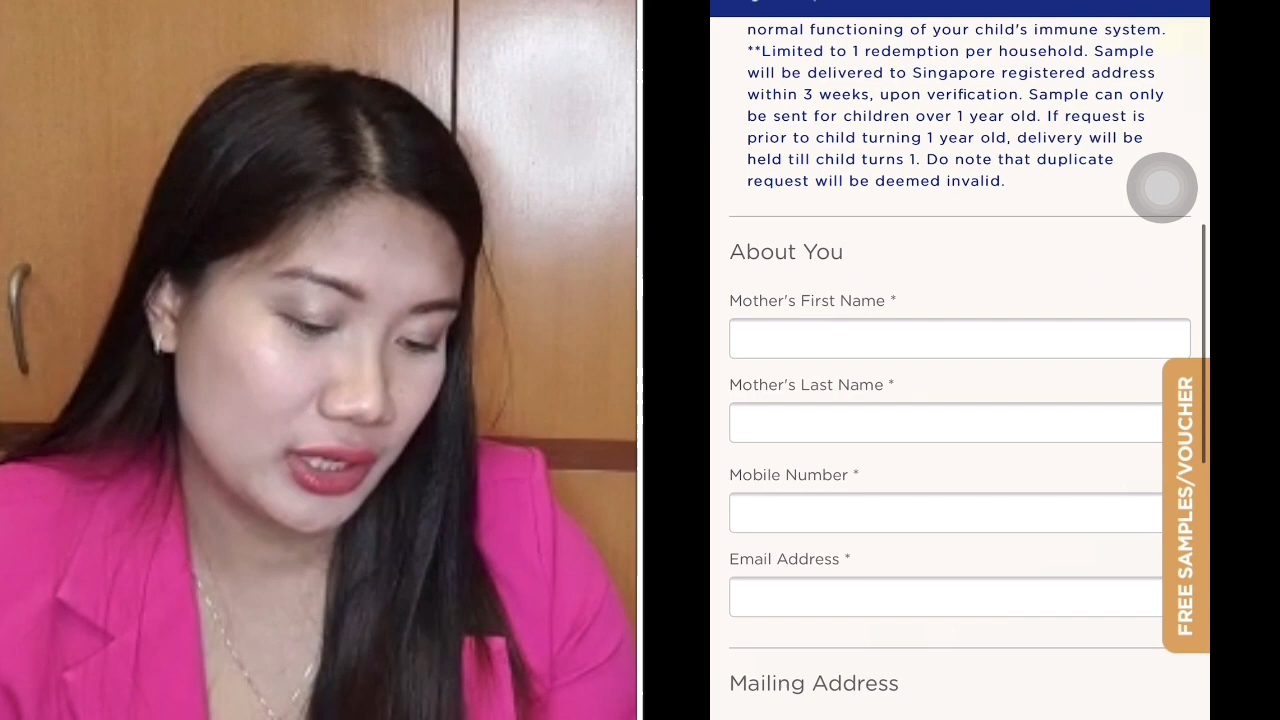 normal functioning of your child's immune system.
**Limited to 1 redemption per household. Sample
will be delivered to Singapore registered address
within 3 weeks, upon verification. Sample can only
be sent for children over 1 year old. If request is
prior to child turning 1 year old, delivery will be
held till child turns 1. Do note that duplicate
request will be deemed invalid.
About You
Mother's First Name *
Mother's Last Name *
Mobile Number *
Email Address *
FREE SAMPLES/VOUCHER
Mailing Address